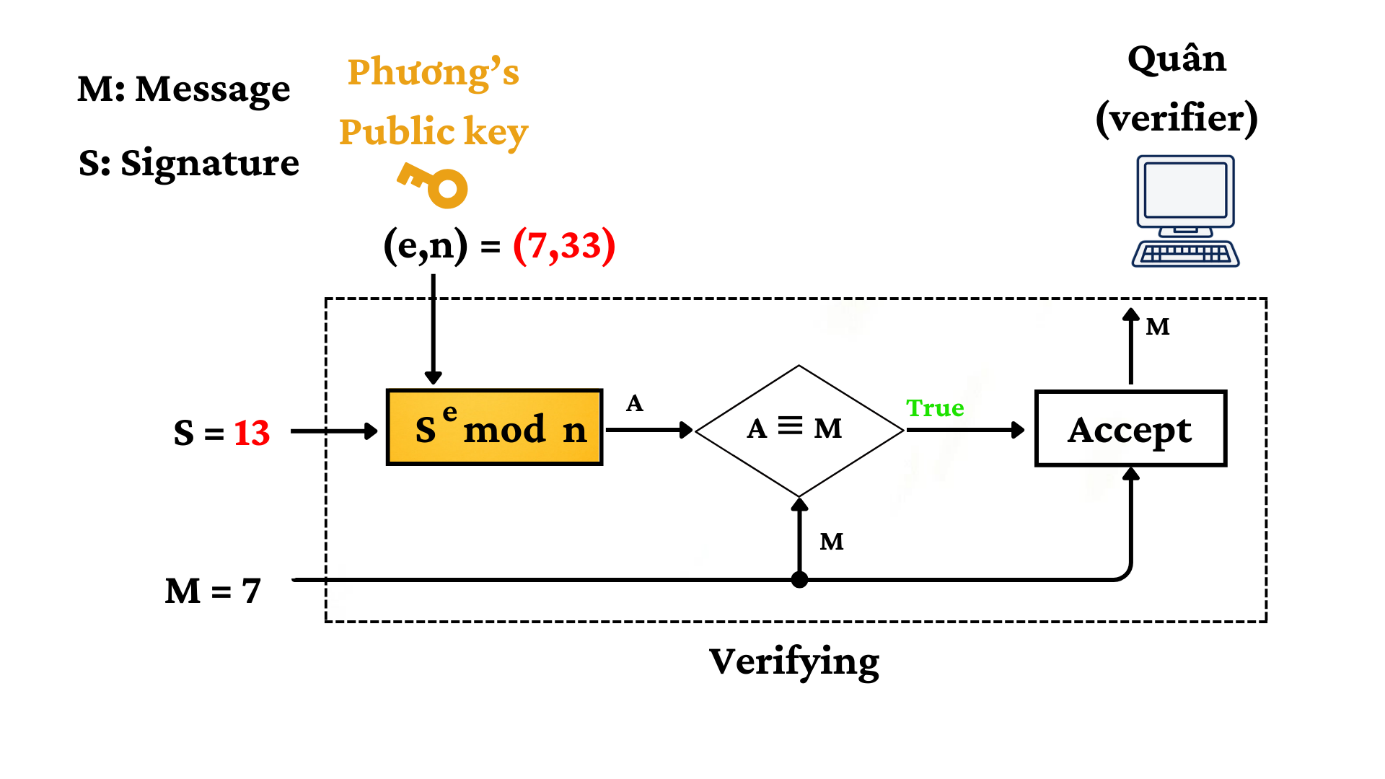 M: Message
S: Signature
Phương's
Public key
(e,n) = (7,33)
Quân
(verifier)
M
S = 13
S^e mod n
A
A ≡ M
True
Accept
M
M = 7
Verifying